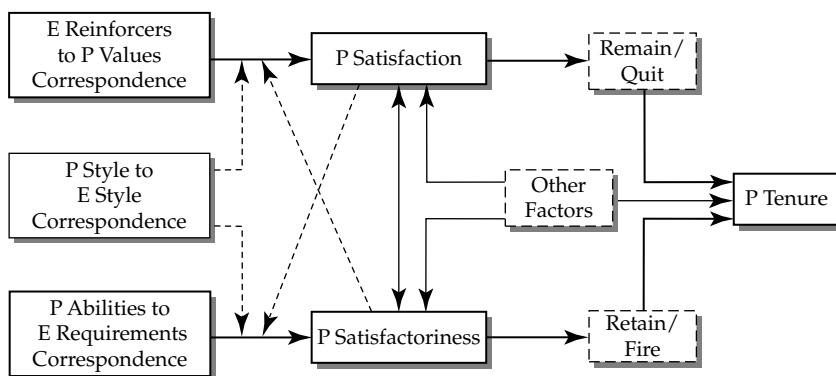 E Reinforcers
to P Values
Correspondence
P Satisfaction
Remain/
Quit
P Style to
E Style
Correspondence
Other
Factors
P Tenure
P Abilities to
E Requirements
Correspondence
P Satisfactoriness
Retain/
Fire